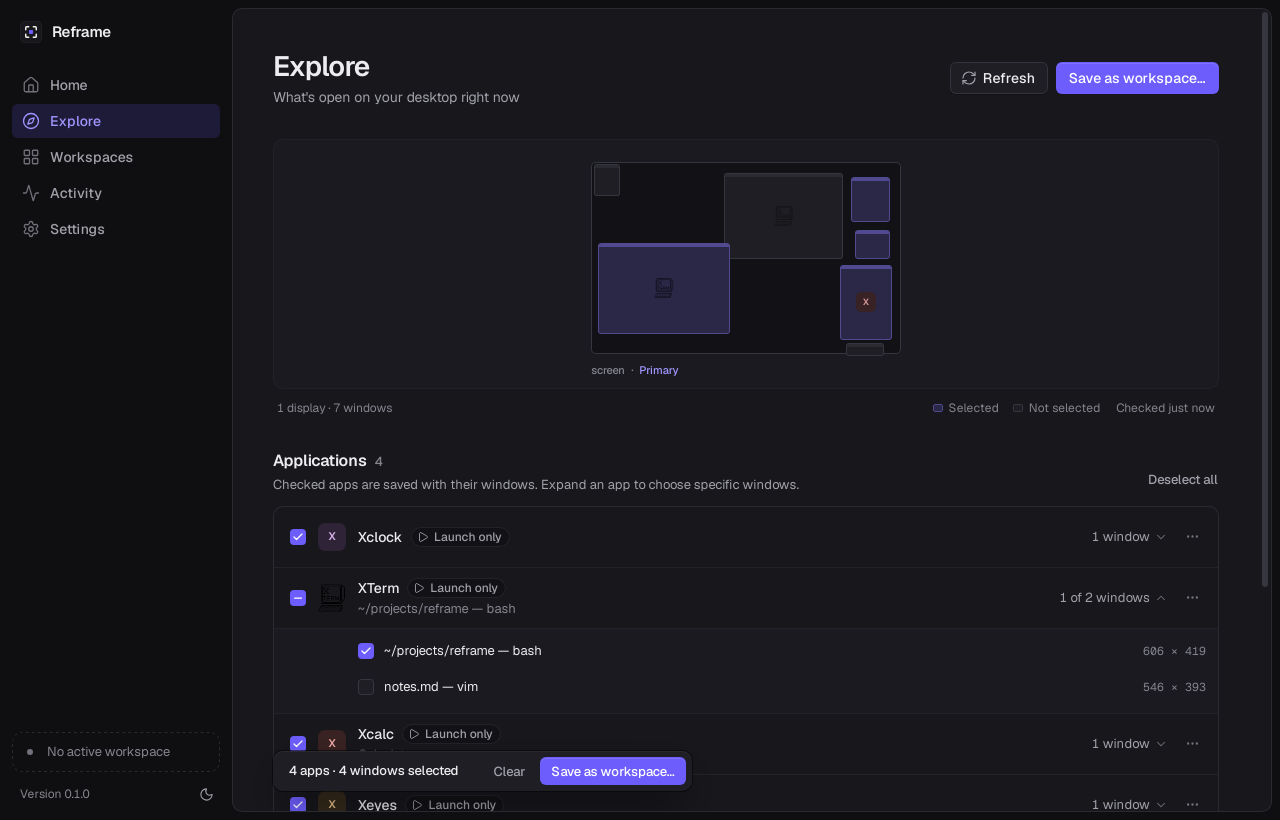 Reframe
Home
Explore
Workspaces
Activity
Settings
No active workspace
Version 0.1.0
Explore
What's open on your desktop right now
Refresh
Save as workspace…
X
screen · Primary
1 display · 7 windows
Selected
Not selected
Checked just now
Applications 4
Checked apps are saved with their windows. Expand an app to choose specific windows.
Deselect all
X Xclock Launch only 1 window
XTerm Launch only
~/projects/reframe — bash
1 of 2 windows
~/projects/reframe — bash 606 × 419
notes.md — vim 546 × 393
X Xcalc Launch only 1 window
4 apps · 4 windows selected Clear Save as workspace…
X Xeyes Launch only 1 window